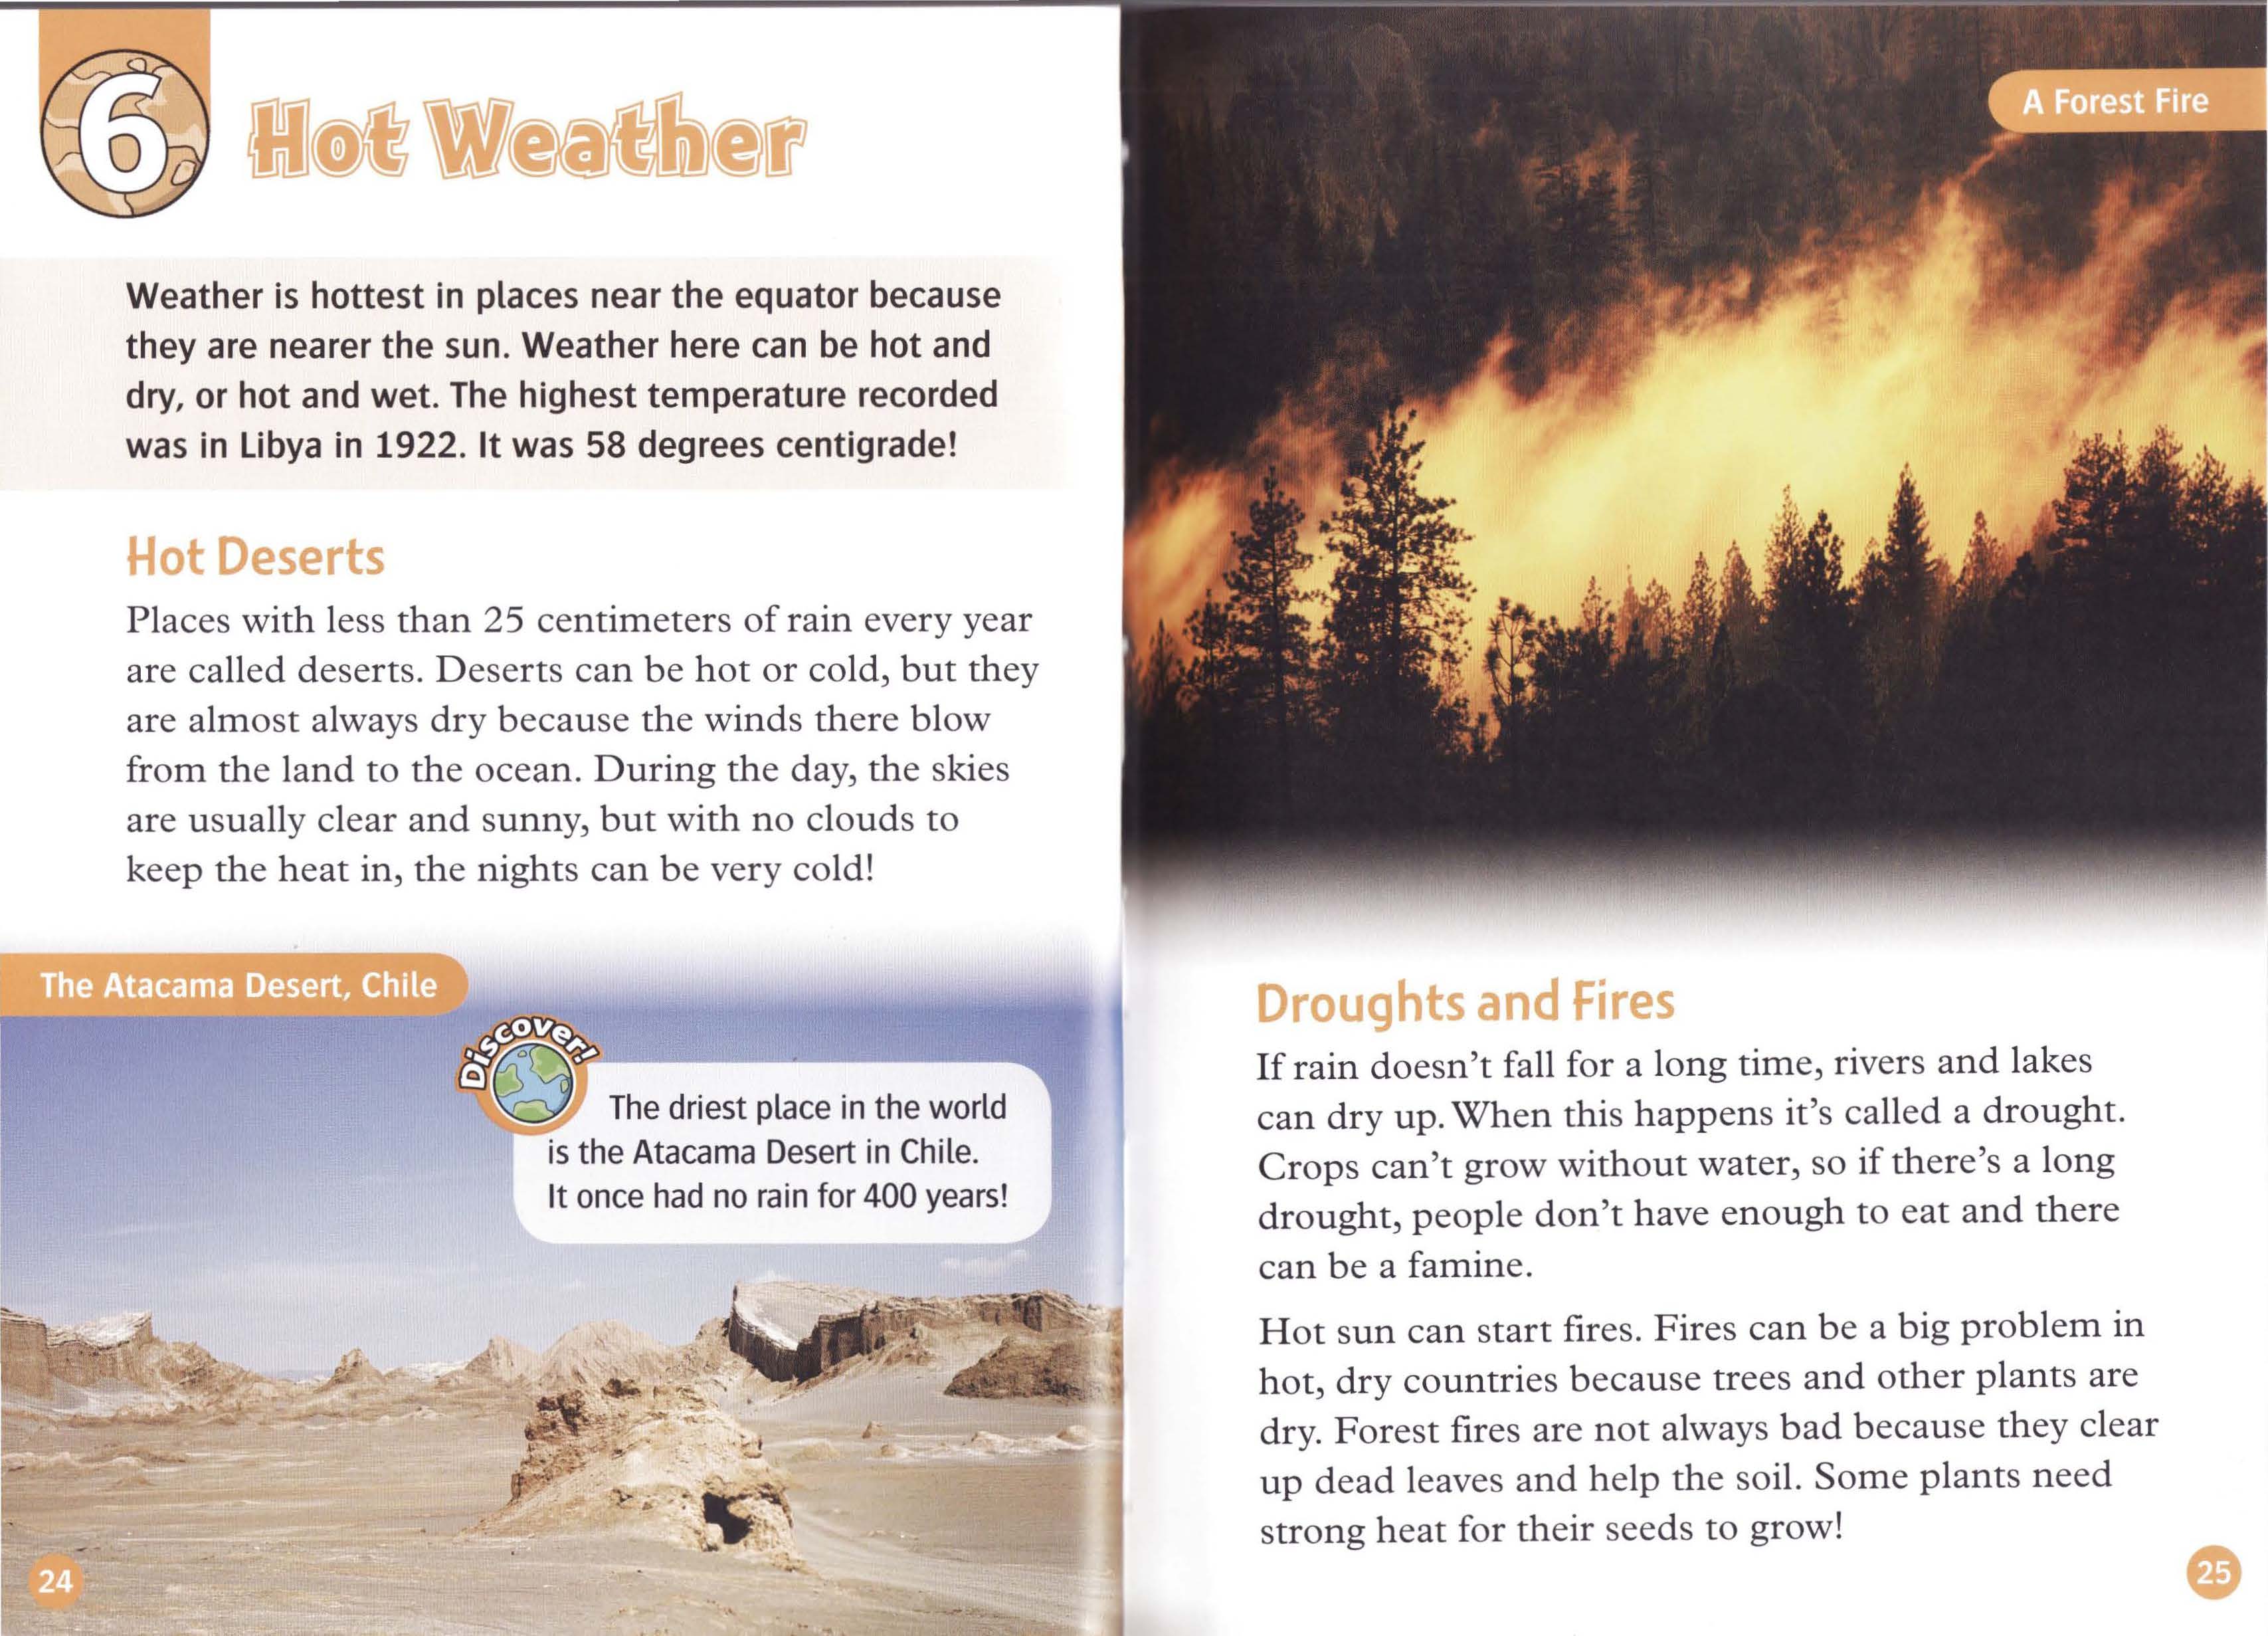 6
Hot Weather
Weather is hottest in places near the equator because
they are nearer the sun. Weather here can be hot and
dry, or hot and wet. The highest temperature recorded
was in Libya in 1922. It was 58 degrees centigrade!
Hot Deserts
Places with less than 25 centimeters of rain every year
are called deserts. Deserts can be hot or cold, but they
are almost always dry because the winds there blow
from the land to the ocean. During the day, the skies
are usually clear and sunny, but with no clouds to
keep the heat in, the nights can be very cold!
The Atacama Desert, Chile
Discover!
The driest place in the world
is the Atacama Desert in Chile.
It once had no rain for 400 years!
24
A Forest Fire
Droughts and Fires
If rain doesn't fall for a long time, rivers and lakes
can dry up. When this happens it's called a drought.
Crops can't grow without water, so if there's a long
drought, people don't have enough to eat and there
can be a famine.
Hot sun can start fires. Fires can be a big problem in
hot, dry countries because trees and other plants are
dry. Forest fires are not always bad because they clear
up dead leaves and help the soil. Some plants need
strong heat for their seeds to grow!
25